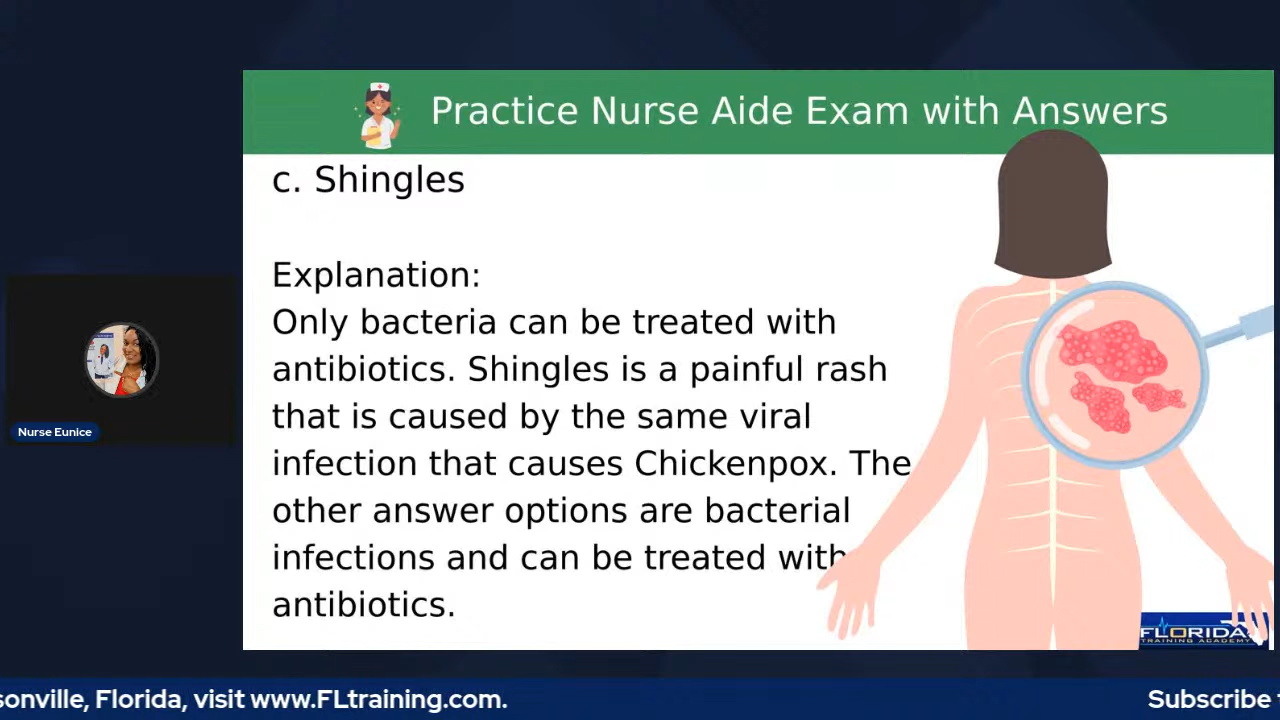 Practice Nurse Aide Exam with Answers
c. Shingles
Explanation:
Only bacteria can be treated with
antibiotics. Shingles is a painful rash
that is caused by the same viral
infection that causes Chickenpox. The
other answer options are bacterial
infections and can be treated with
antibiotics.
Nurse Eunice
FLORIDA
TRAINING ACADEMY
sonville, Florida, visit www.FLtraining.com.
Subscribe